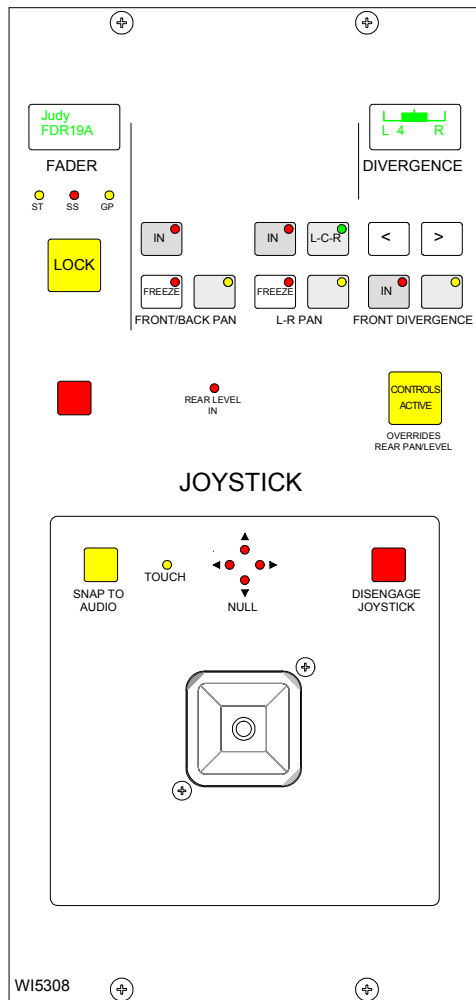 Judy
FDR19A
L 4 R
FADER
DIVERGENCE
ST SS GP
IN
IN
L-C-R
<
>
LOCK
FREEZE
FREEZE
IN
FRONT/BACK PAN
L-R PAN
FRONT DIVERGENCE
REAR LEVEL
IN
CONTROLS
ACTIVE
OVERRIDES
REAR PAN/LEVEL
JOYSTICK
TOUCH
SNAP TO
AUDIO
NULL
DISENGAGE
JOYSTICK
WI5308